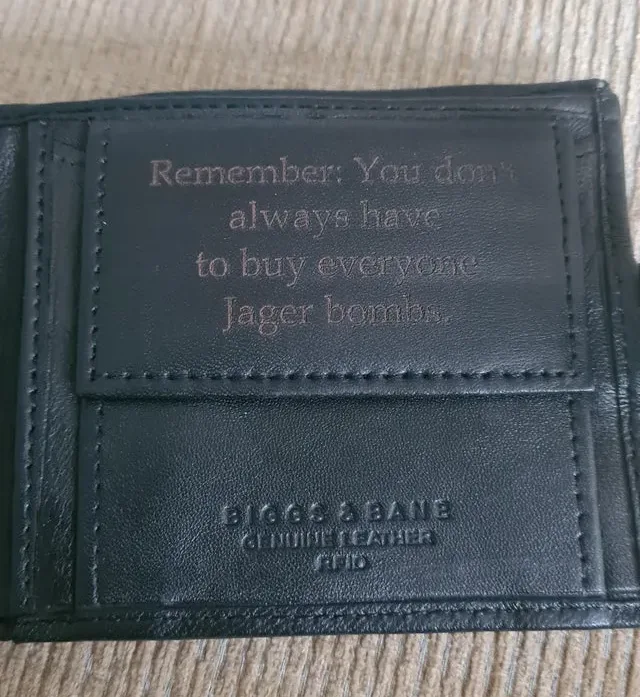 Remember: You don't
always have
to buy everyone
Jager bombs.
BIGGS & BANE
GENUINE LEATHER
RFID